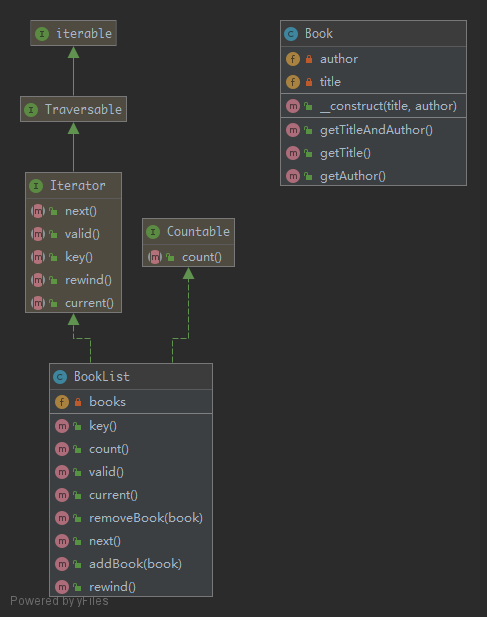 I iterable
I Traversable
I Iterator
m next()
m valid()
m key()
m rewind()
m current()
I Countable
m count()
C BookList
f books
m key()
m count()
m valid()
m current()
m removeBook(book)
m next()
m addBook(book)
m rewind()
C Book
f author
f title
m __construct(title, author)
m getTitleAndAuthor()
m getTitle()
m getAuthor()
Powered by yFiles